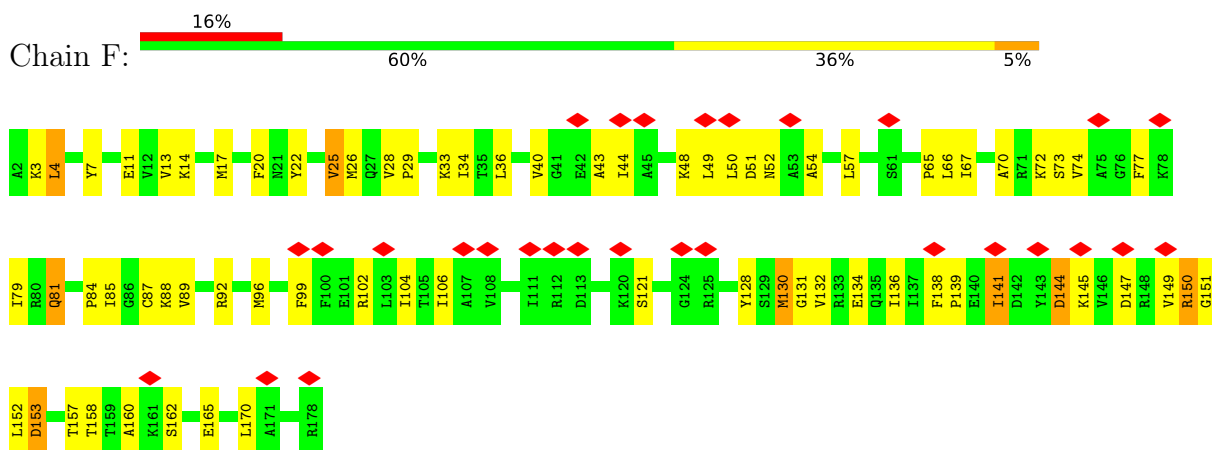 16%
Chain F:
60% 36% 5%
A2 K3 L4 Y7 E11 V12 V13 K14 M17 F20 N21 Y22 V25 M26 Q27 V28 P29 K33 I34 T35 L36 V40 G41 E42 A43 I44 A45 K48 L49 L50 D51 N52 A53 A54 L57 S61 P65 L66 I67 A70 R71 K72 S73 V74 A75 G76 F77 K78
I79 R80 Q81 P84 I85 G86 C87 K88 V89 R92 M96 F99 F100 E101 R102 L103 I104 T105 I106 A107 V108 I111 R112 D113 K120 S121 G124 R125 Y128 S129 M130 G131 V132 R133 E134 Q135 I136 I137 F138 P139 E140 I141 D142 Y143 D144 K145 V146 D147 R148 V149 R150 G151
L152 D153 T157 T158 T159 A160 K161 S162 E165 L170 A171 R178